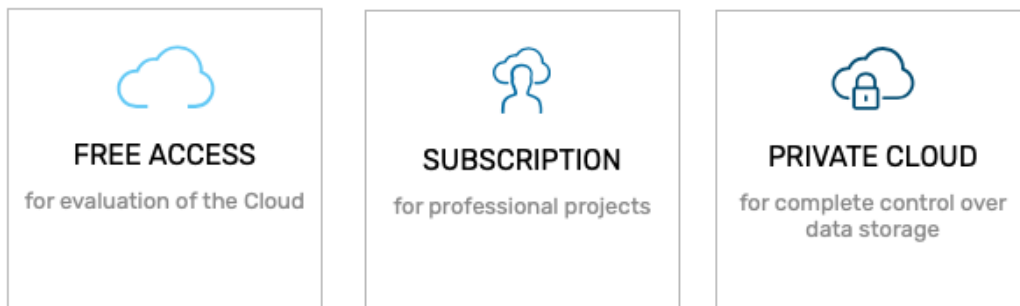 FREE ACCESS
for evaluation of the Cloud
SUBSCRIPTION
for professional projects
PRIVATE CLOUD
for complete control over
data storage